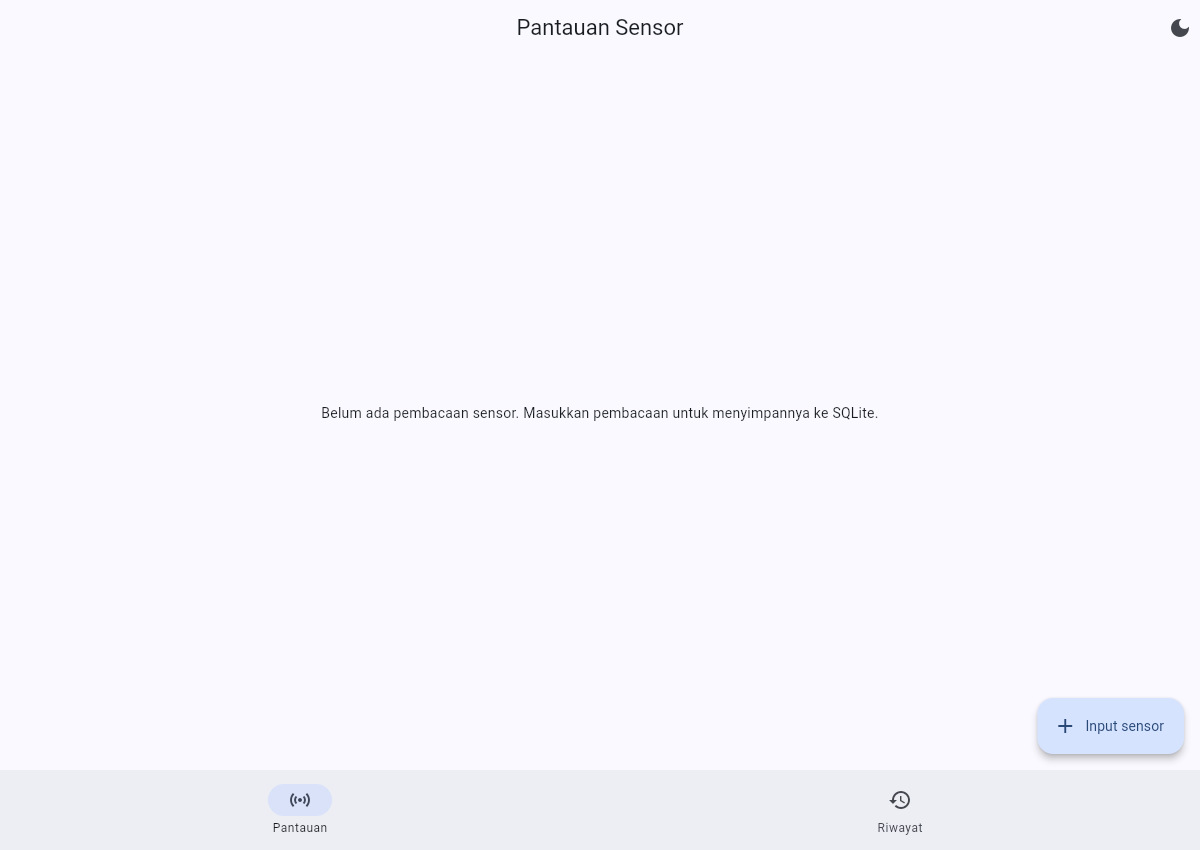 Pantauan Sensor
Belum ada pembacaan sensor. Masukkan pembacaan untuk menyimpannya ke SQLite.
Input sensor
Pantauan
Riwayat